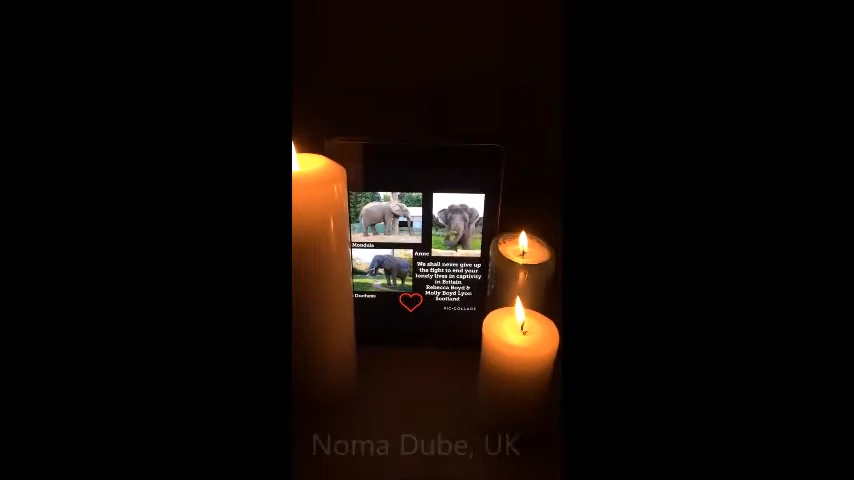 Mondula
Anne
We shall never give up
the fight to end your
lonely lives in captivity
in Britain
Rebecca Boyd &
Molly Boyd Lyon
Scotland
Duchess
PIC•COLLAGE
Noma Dube, UK